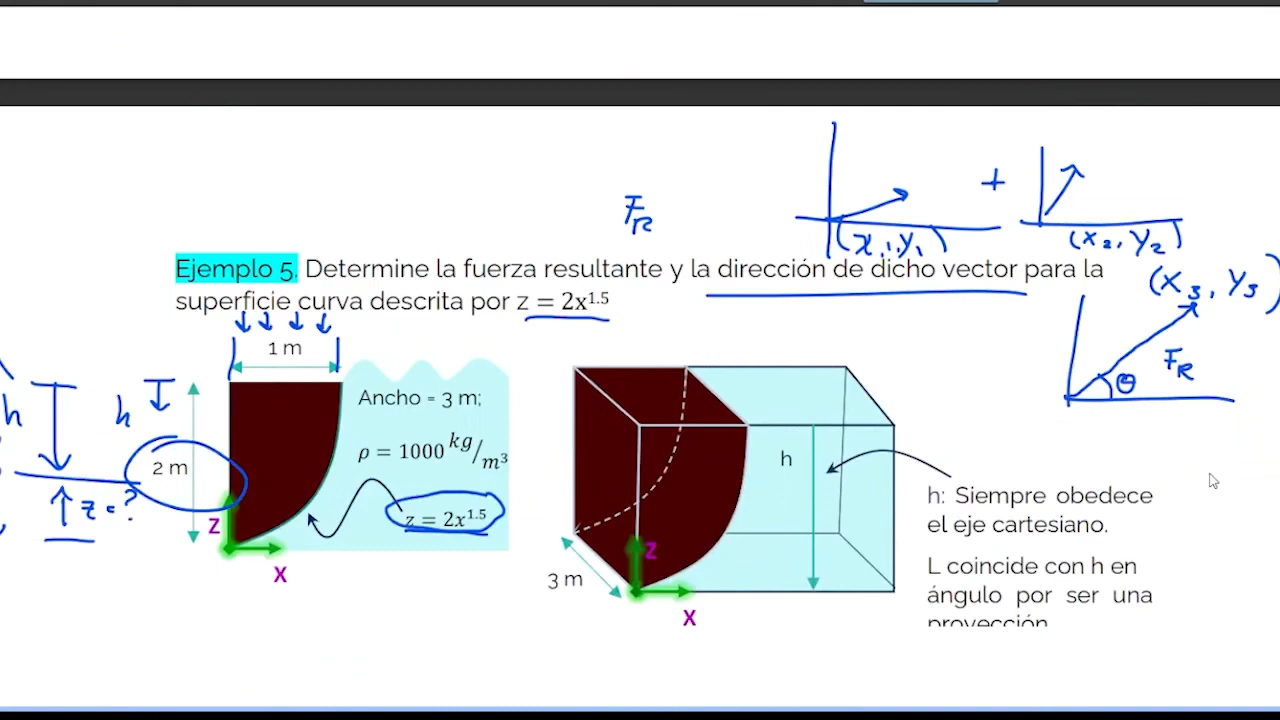 F_R
+
(x₁, y₁)
(x₂, y₂)
Ejemplo 5. Determine la fuerza resultante y la dirección de dicho vector para la
superficie curva descrita por z = 2x^1.5
(x₃, y₃)
F_R
θ
1 m
h
h
2 m
z=?
Ancho = 3 m;
ρ = 1000 kg/m³
z = 2x^1.5
Z
X
h
3 m
Z
X
h: Siempre obedece
el eje cartesiano.
L coincide con h en
ángulo por ser una
proyección